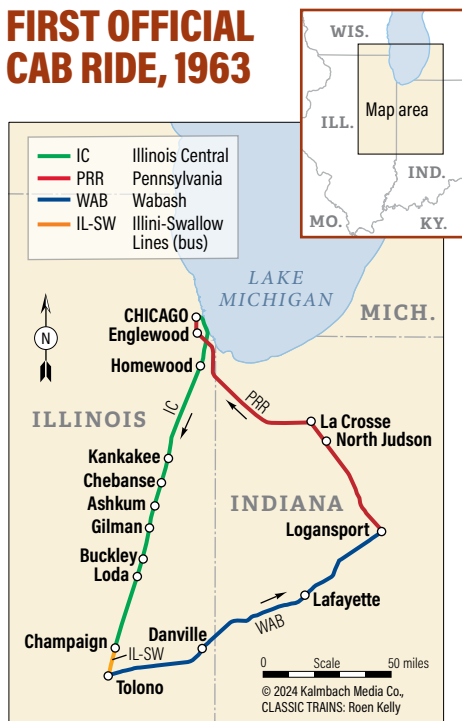 FIRST OFFICIAL
CAB RIDE, 1963
WIS.
ILL.
Map area
IND.
MO.
KY.
IC Illinois Central
PRR Pennsylvania
WAB Wabash
IL-SW Illini-Swallow
Lines (bus)
LAKE
MICHIGAN
MICH.
N
CHICAGO
Englewood
Homewood
PRR
IC
ILLINOIS
La Crosse
North Judson
Kankakee
Chebanse
Ashkum
Gilman
INDIANA
Logansport
Buckley
Loda
Lafayette
WAB
Champaign
Danville
IL-SW
Tolono
0 Scale 50 miles
© 2024 Kalmbach Media Co.,
CLASSIC TRAINS: Roen Kelly